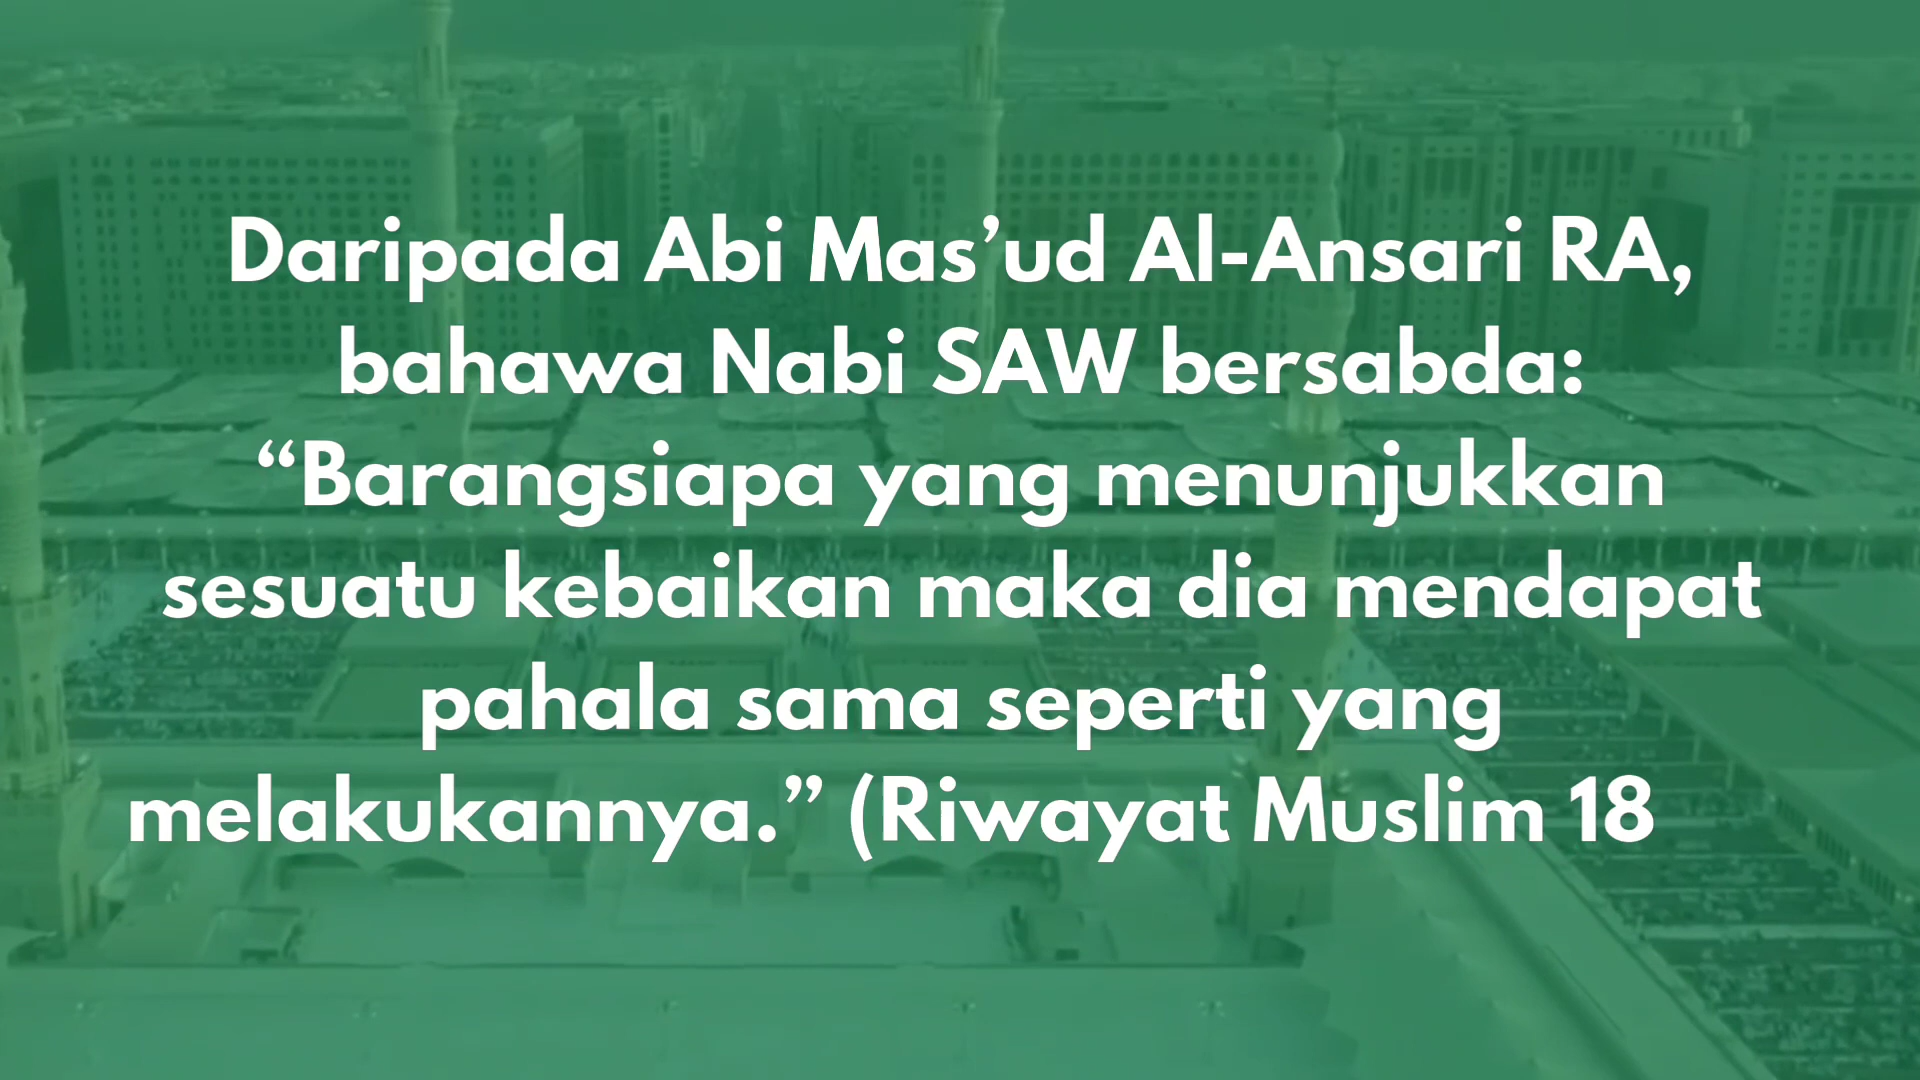 Daripada Abi Mas’ud Al-Ansari RA,
bahawa Nabi SAW bersabda:
“Barangsiapa yang menunjukkan
sesuatu kebaikan maka dia mendapat
pahala sama seperti yang
melakukannya.” (Riwayat Muslim 18